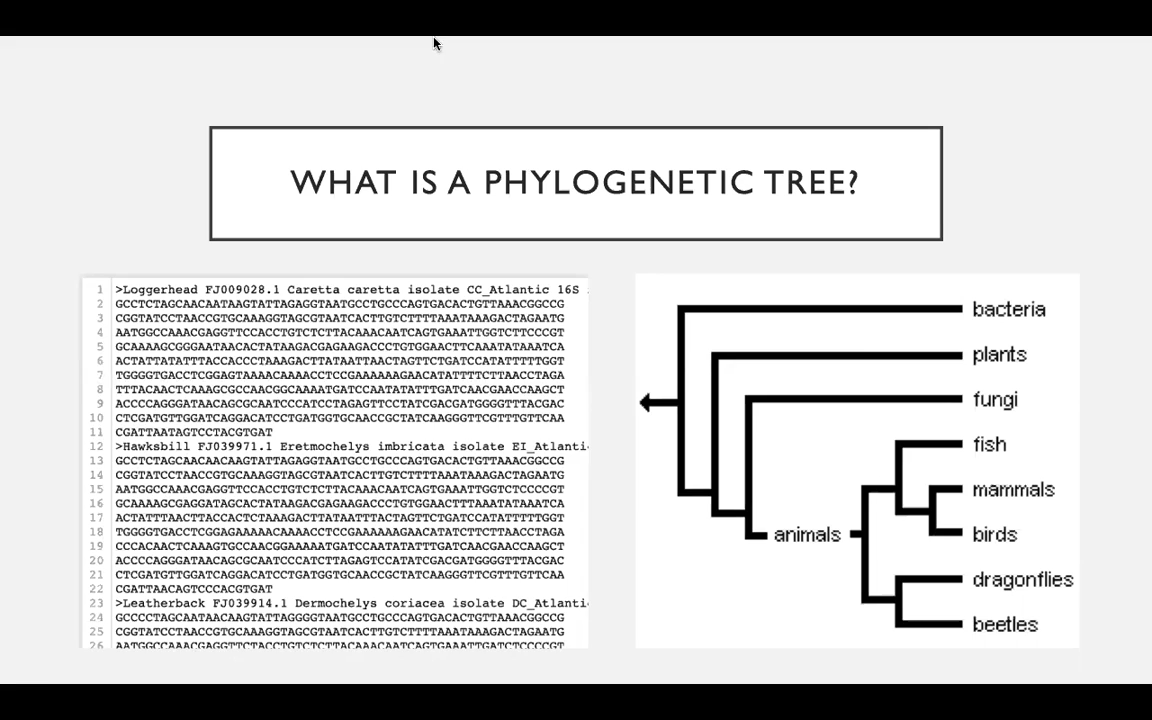 WHAT IS A PHYLOGENETIC TREE?
1 >Loggerhead FJ009028.1 Caretta caretta isolate CC_Atlantic 16S
2 GCCTCTAGCAACAATAAGTATTAGAGGTAATGCCTGCCCAGTGACACTGTTAAACGGCCG
3 CGGTATCCTAACCGTGCAAAGGTAGCGTAATCACTTGTCTTTTAAATAAAGACTAGAATG
4 AATGGCCAAACGAGGTTCCACCTGTCTCTTACAAACAATCAGTGAAATTGGTCTTCCCGT
5 GCAAAAGCGGGAATAACACTATAAGACGAGAAGACCCTGTGGAACTTCAAATATAAATCA
6 ACTATTATATTTACCACCCTAAAGACTTATAATTAACTAGTTCTGATCCATATTTTTGGT
7 TGGGGTGACCTCGGAGTAAAACAAAACCTCCGAAAAAAGAACATATTTTCTTAACCTAGA
8 TTTACAACTCAAAGCGCCAACGGCAAAATGATCCAATATATTTGATCAACGAACCAAGCT
9 ACCCCAGGGATAACAGCGCAATCCCATCCTAGAGTTCCTATCGACGATGGGGTTTACGAC
10 CTCGATGTTGGATCAGGACATCCTGATGGTGCAACCGCTATCAAGGGTTCGTTTGTTCAA
11 CGATTAATAGTCCTACGTGAT
12 >Hawksbill FJ039971.1 Eretmochelys imbricata isolate EI_Atlanti
13 GCCTCTAGCAACAACAAGTATTAGAGGTAATGCCTGCCCAGTGACACTGTTAAACGGCCG
14 CGGTATCCTAACCGTGCAAAGGTAGCGTAATCACTTGTCTTTTAAATAAAGACTAGAATG
15 AATGGCCAAACGAGGTTCCACCTGTCTCTTACAAACAATCAGTGAAATTGGTCTCCCCGT
16 GCAAAAGCGAGGATAGCACTATAAGACGAGAAGACCCTGTGGAACTTTAAATATAAATCA
17 ACTATTTAACTTACCACTCTAAAGACTTATAATTTACTAGTTCTGATCCATATTTTTGGT
18 TGGGGTGACCTCGGAGAAAAACAAAACCTCCGAAAAAAGAACATATCTTCTTAACCTAGA
19 CCCACAACTCAAAGTGCCAACGGAAAAATGATCCAATATATTTGATCAACGAACCAAGCT
20 ACCCCAGGGATAACAGCGCAATCCCATCTTAGAGTCCATATCGACGATGGGGTTTACGAC
21 CTCGATGTTGGATCAGGACATCCTGATGGTGCAACCGCTATCAAGGGTTCGTTTGTTCAA
22 CGATTAACAGTCCCACGTGAT
23 >Leatherback FJ039914.1 Dermochelys coriacea isolate DC_Atlanti
24 GCCCCTAGCAATAACAAGTATTAGGGGTAATGCCTGCCCAGTGACACTGTTAAACGGCCG
25 CGGTATCCTAACCGTGCAAAGGTAGCGTAATCACTTGTCTTTTAAATAAAGACTAGAATG
26 AATGGCCAAACGAGGTTCTACCTGTCTCTTACAAACAATCAGTGAAATTGATCTCCCCGT
bacteria
plants
fungi
fish
mammals
animals
birds
dragonflies
beetles